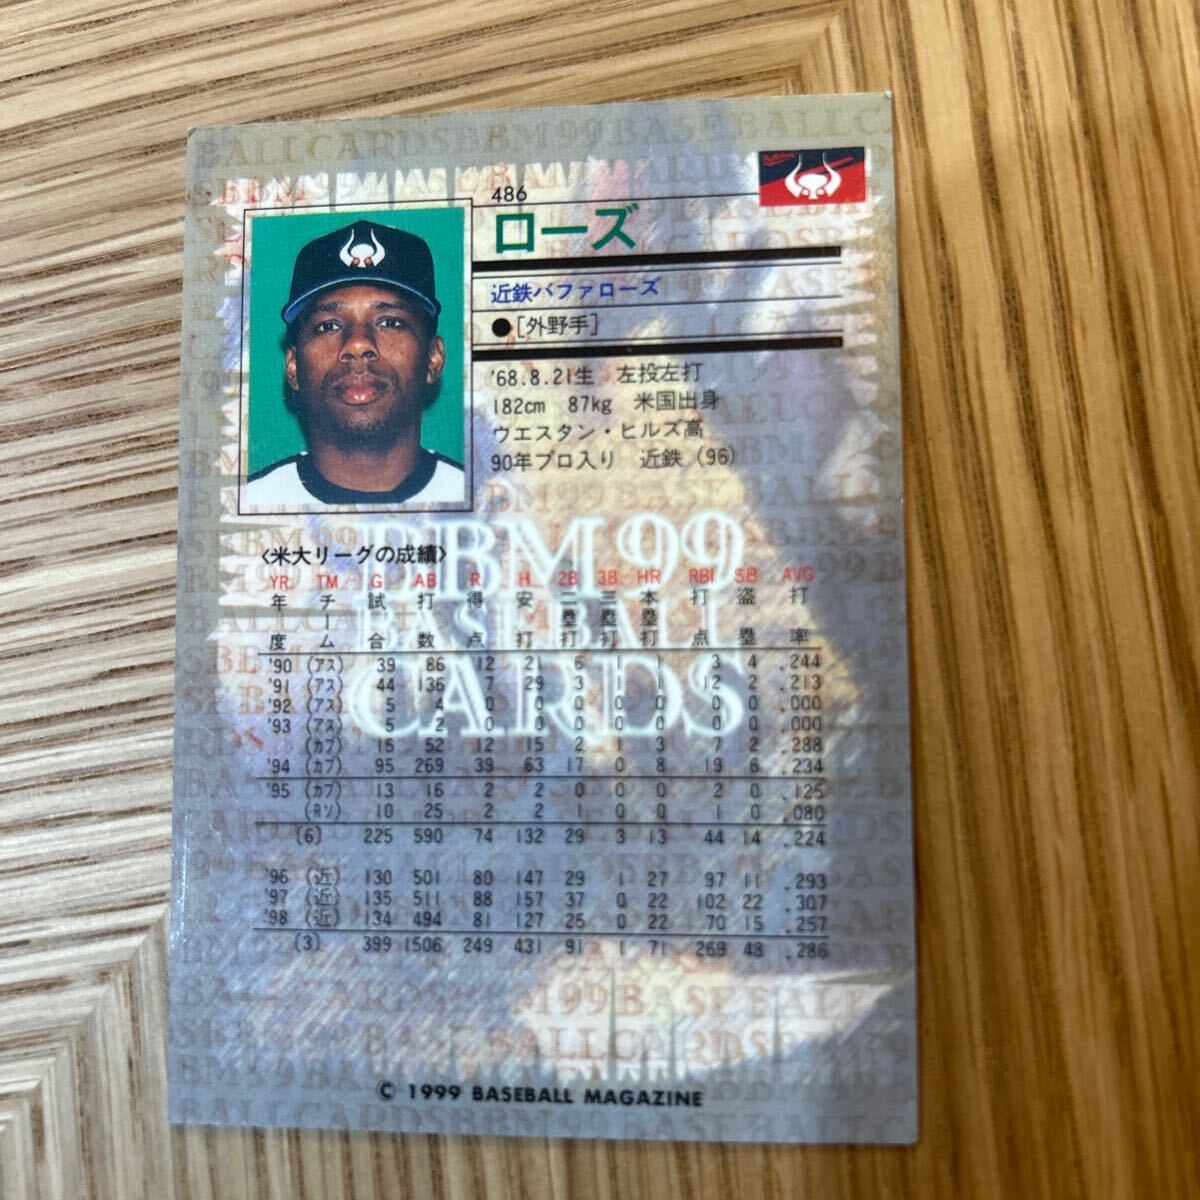 486
ローズ
近鉄バファローズ
●[外野手]
'68.8.21生 左投左打
182cm 87kg 米国出身
ウエスタン・ヒルズ高
90年プロ入り 近鉄(96)
BBM 99
BASEBALL
CARDS
〈米大リーグの成績〉
YR TM G AB R H 2B 3B HR RBI SB AVG
年度 チーム 試合 打数 得点 安打 二塁打 三塁打 本塁打 打点 盗塁 打率
'90 (アス) 39 86 12 21 6 1 1 3 4 .244
'91 (アス) 44 136 7 29 3 1 1 12 2 .213
'92 (アス) 5 4 0 0 0 0 0 0 0 .000
'93 (アス) 5 2 0 0 0 0 0 0 0 .000
(カブ) 15 52 12 15 2 1 3 7 2 .288
'94 (カブ) 95 269 39 63 17 0 8 19 6 .234
'95 (カブ) 13 16 2 2 0 0 0 2 0 .125
(Rソ) 10 25 2 2 1 0 0 1 0 .080
(6) 225 590 74 132 29 3 13 44 14 .224
'96 (近) 130 501 80 147 29 1 27 97 11 .293
'97 (近) 135 511 88 157 37 0 22 102 22 .307
'98 (近) 134 494 81 127 25 0 22 70 15 .257
(3) 399 1506 249 431 91 1 71 269 48 .286
© 1999 BASEBALL MAGAZINE